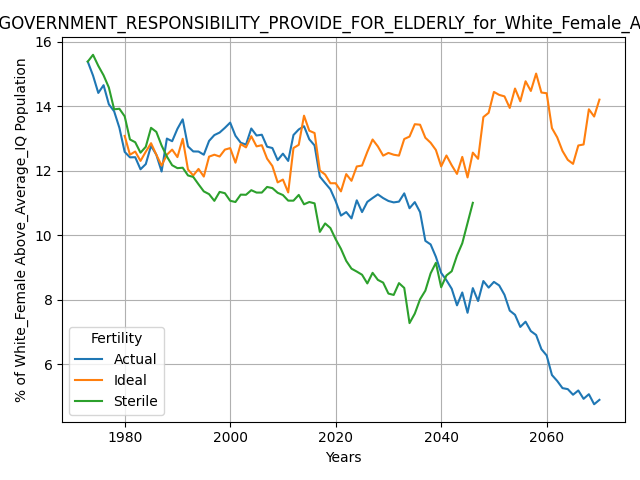 GOVERNMENT_RESPONSIBILITY_PROVIDE_FOR_ELDERLY_for_White_Female_A
% of White_Female Above_Average_IQ Population
16
14
12
10
8
6
Fertility
Actual
Ideal
Sterile
1980
2000
2020
2040
2060
Years